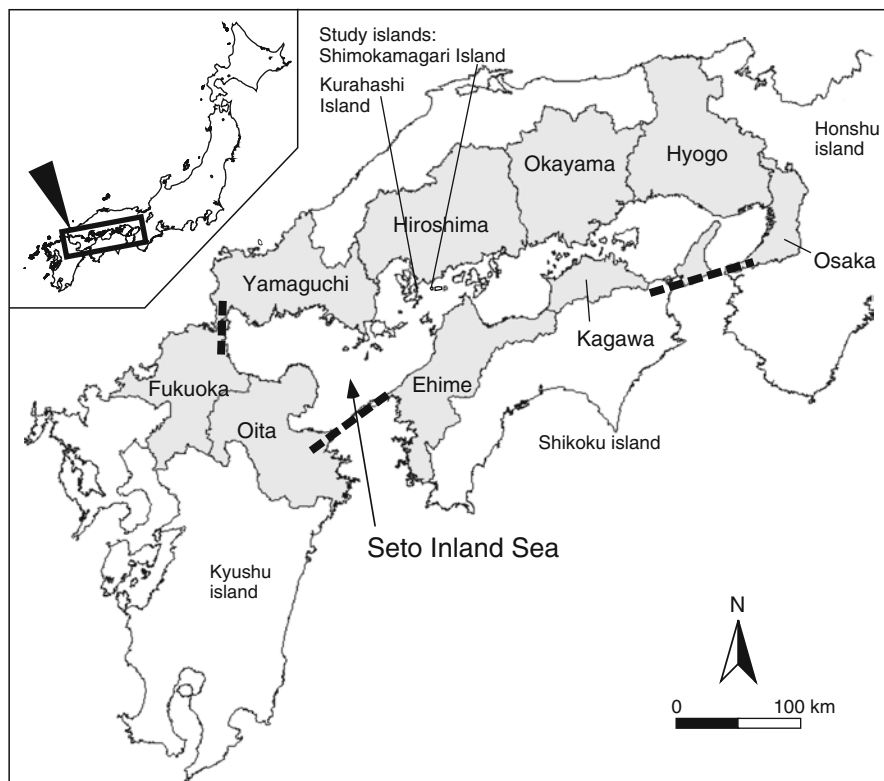 Study islands:
Shimokamagari Island
Kurahashi
Island
Honshu
island
Hyogo
Okayama
Hiroshima
Osaka
Yamaguchi
Kagawa
Fukuoka
Ehime
Oita
Shikoku island
Seto Inland Sea
Kyushu
island
N
0 100 km